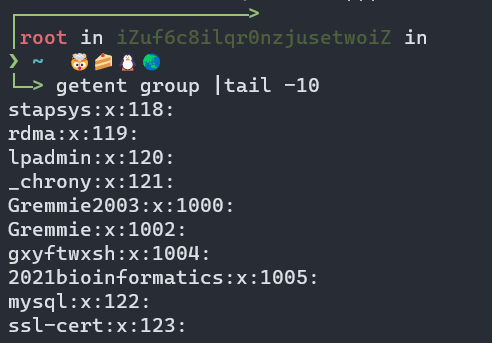 root in iZuf6c8ilqr0nzjusetwoiZ in
❯ ~ 🤯🍰🐧🌏
└─> getent group |tail -10
stapsys:x:118:
rdma:x:119:
lpadmin:x:120:
_chrony:x:121:
Gremmie2003:x:1000:
Gremmie:x:1002:
gxyftwxsh:x:1004:
2021bioinformatics:x:1005:
mysql:x:122:
ssl-cert:x:123: